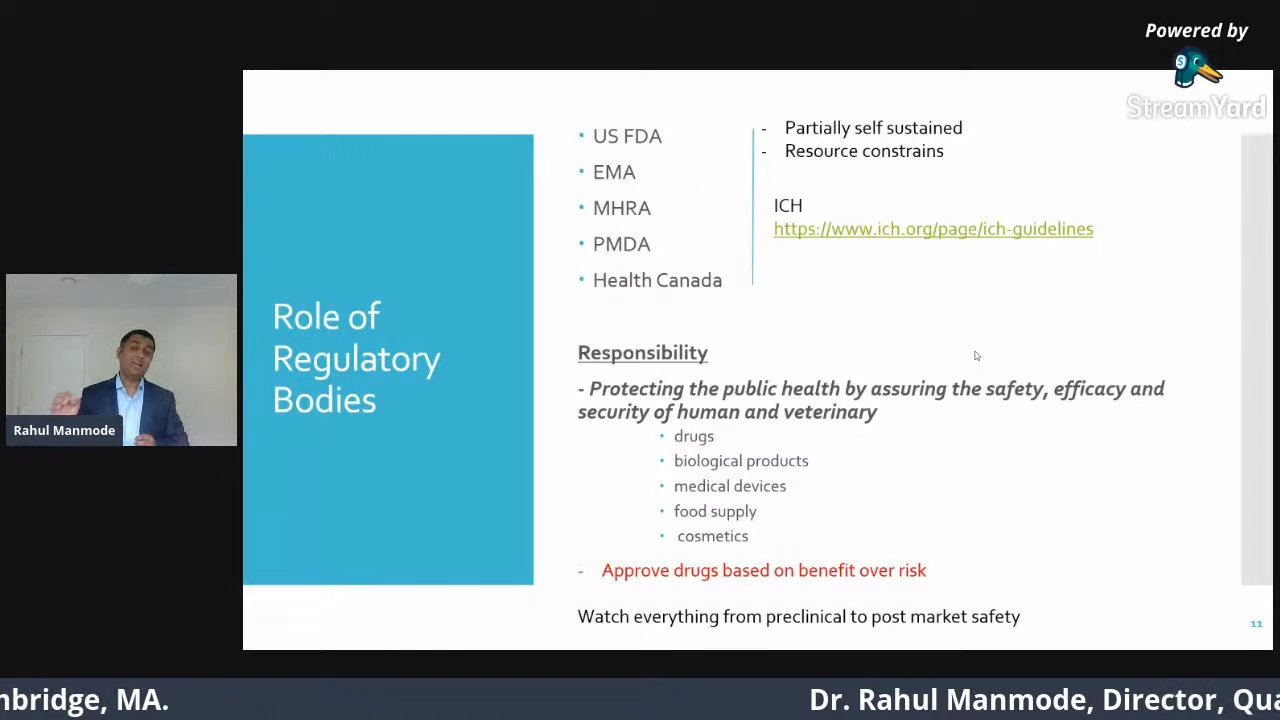 Powered by
StreamYard
US FDA
EMA
MHRA
PMDA
Health Canada
- Partially self sustained
- Resource constrains
ICH
https://www.ich.org/page/ich-guidelines
Role of
Regulatory
Bodies
Responsibility
- Protecting the public health by assuring the safety, efficacy and
security of human and veterinary
drugs
biological products
medical devices
food supply
cosmetics
- Approve drugs based on benefit over risk
Watch everything from preclinical to post market safety
11
Rahul Manmode
nbridge, MA.
Dr. Rahul Manmode, Director, Qua